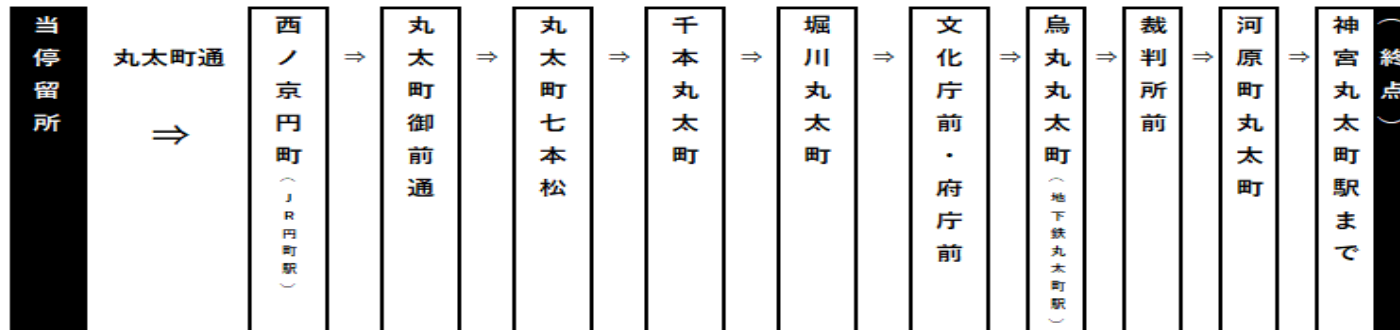 当停留所
丸太町通
⇒
西ノ京円町(JR円町駅)
⇒
丸太町御前通
⇒
丸太町七本松
⇒
千本丸太町
⇒
堀川丸太町
⇒
文化庁前・府庁前
⇒
烏丸丸太町(地下鉄丸太町駅)
⇒
裁判所前
⇒
河原町丸太町
⇒
神宮丸太町駅まで
(終点)